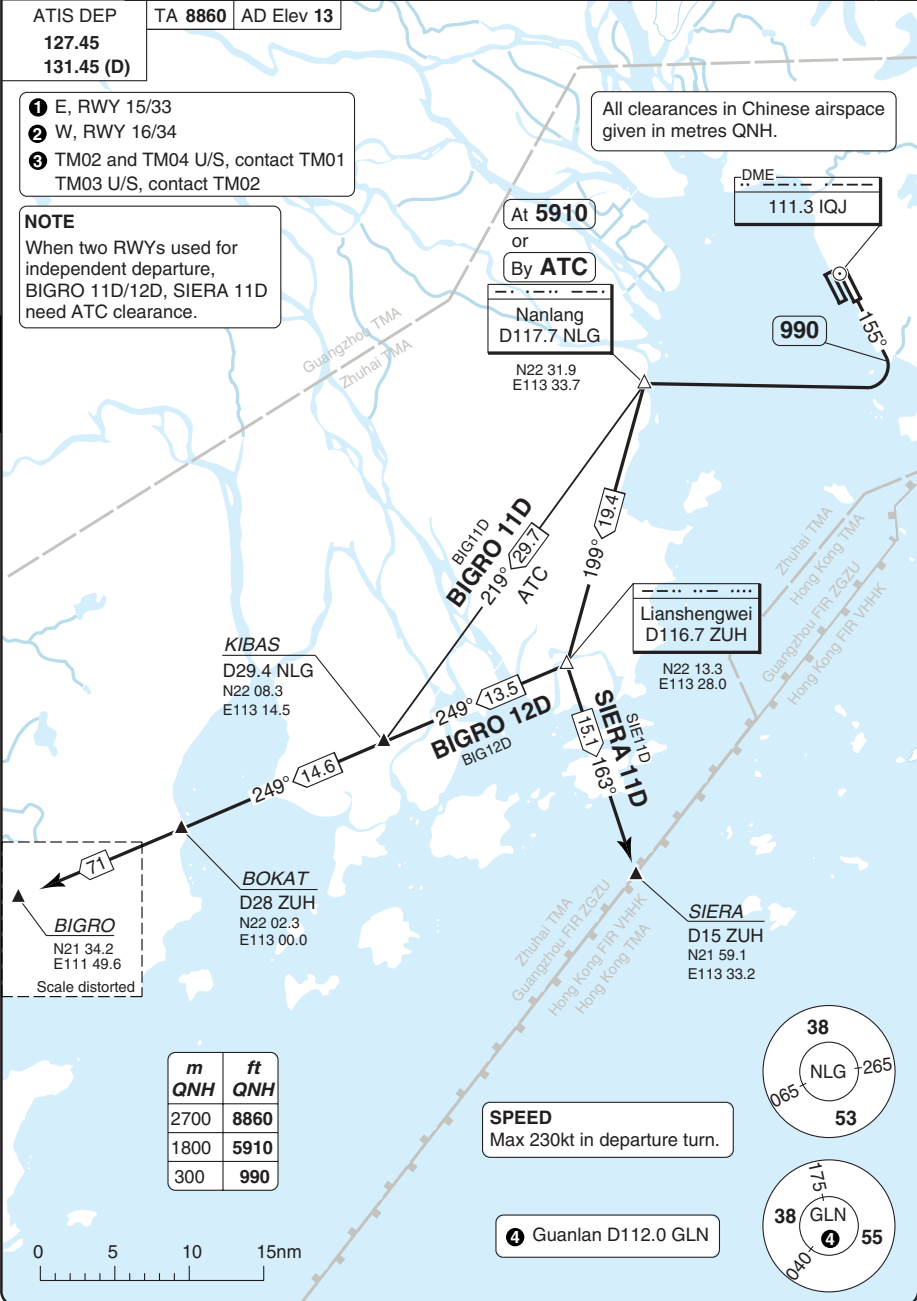 ATIS DEP
127.45
131.45 (D)
TA 8860
AD Elev 13
1 E, RWY 15/33
2 W, RWY 16/34
3 TM02 and TM04 U/S, contact TM01
TM03 U/S, contact TM02
NOTE
When two RWYs used for
independent departure,
BIGRO 11D/12D, SIERA 11D
need ATC clearance.
All clearances in Chinese airspace
given in metres QNH.
DME
111.3 IQJ
At 5910
or
By ATC
Nanlang
D117.7 NLG
N22 31.9
E113 33.7
990
155°
Guangzhou TMA
Zhuhai TMA
BIG11D
BIGRO 11D
219° 29.7
ATC
199° 19.4
Zhuhai TMA
Hong Kong TMA
Guangzhou FIR ZGZU
Hong Kong FIR VHHK
Lianshengwei
D116.7 ZUH
N22 13.3
E113 28.0
KIBAS
D29.4 NLG
N22 08.3
E113 14.5
249° 13.5
BIGRO 12D
BIG12D
SIE11D
SIERA 11D
15.1 163°
249° 14.6
71
BOKAT
D28 ZUH
N22 02.3
E113 00.0
BIGRO
N21 34.2
E111 49.6
Scale distorted
SIERA
D15 ZUH
N21 59.1
E113 33.2
Zhuhai TMA
Guangzhou FIR ZGZU
Hong Kong FIR VHHK
Hong Kong TMA
m ft
QNH QNH
2700 8860
1800 5910
300 990
SPEED
Max 230kt in departure turn.
38
NLG
265
065
53
4 Guanlan D112.0 GLN
175
38
GLN
4
55
040
0 5 10 15nm